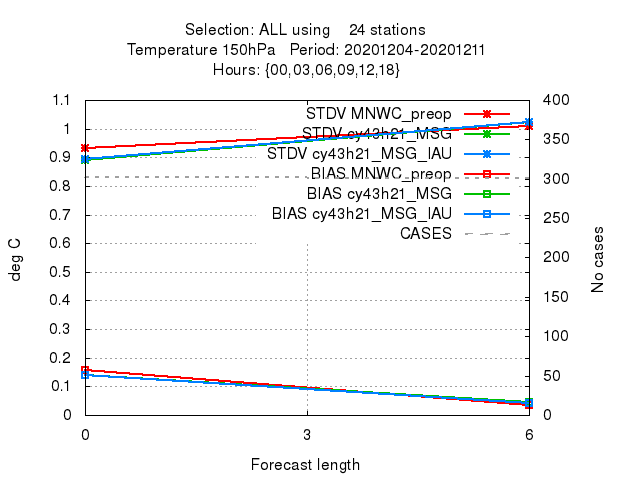 Selection: ALL using    24 stations
Temperature 150hPa   Period: 20201204-20201211
Hours: {00,03,06,09,12,18}
1.1
1
0.9
0.8
0.7
0.6
0.5
0.4
0.3
0.2
0.1
0
deg C
STDV MNWC_preop
STDV cy43h21_MSG
STDV cy43h21_MSG_IAU
BIAS MNWC_preop
BIAS cy43h21_MSG
BIAS cy43h21_MSG_IAU
CASES
400
350
300
250
200
150
100
50
0
No cases
0 3 6
Forecast length